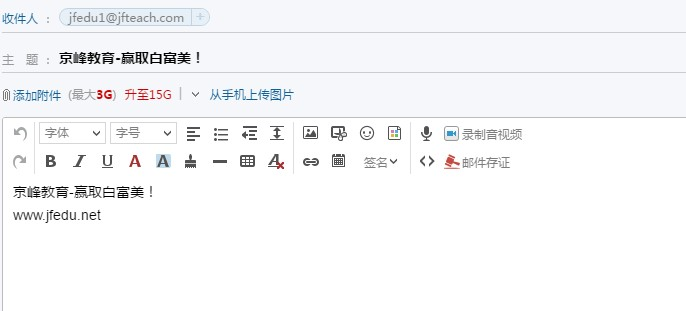 收件人 ： jfedu1@jfteach.com +
主 题 ： 京峰教育-赢取白富美！
添加附件 (最大3G) 升至15G | 从手机上传图片
字体 字号 录制音视频
B I U A A A 签名 邮件存证
京峰教育-赢取白富美！
www.jfedu.net